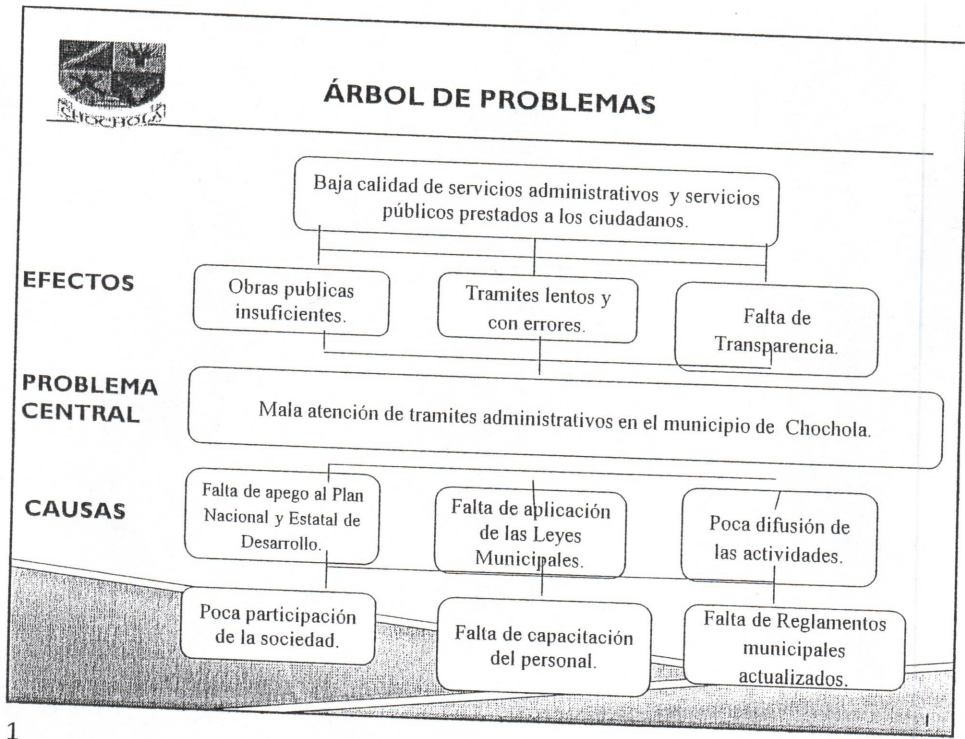 CHOCHOLA
ÁRBOL DE PROBLEMAS
Baja calidad de servicios administrativos y servicios
públicos prestados a los ciudadanos.
EFECTOS
Obras publicas
insuficientes.
Tramites lentos y
con errores.
Falta de
Transparencia.
PROBLEMA
CENTRAL
Mala atención de tramites administrativos en el municipio de Chochola.
CAUSAS
Falta de apego al Plan
Nacional y Estatal de
Desarrollo.
Falta de aplicación
de las Leyes
Municipales.
Poca difusión de
las actividades.
Poca participación
de la sociedad.
Falta de capacitación
del personal.
Falta de Reglamentos
municipales
actualizados.
1
1